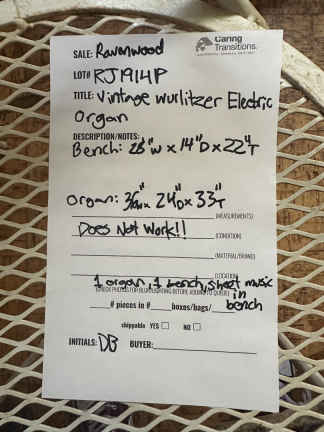 Caring
Transitions
SALE: Ravenwood
LOT# RJ1914P
TITLE: Vintage Wurlitzer Electric
Organ
DESCRIPTION/NOTES:
Bench: 28"W x 14"D x 22"T
Organ: 36"W x 24"D x 33"T
(MEASUREMENTS)
Does Not Work!!
(CONDITION)
(MATERIAL/BRAND)
(LOCATION)
1 organ, 1 bench, sheet music
in
bench
# pieces in # boxes/bags/
shippable YES NO
INITIALS: DB BUYER: